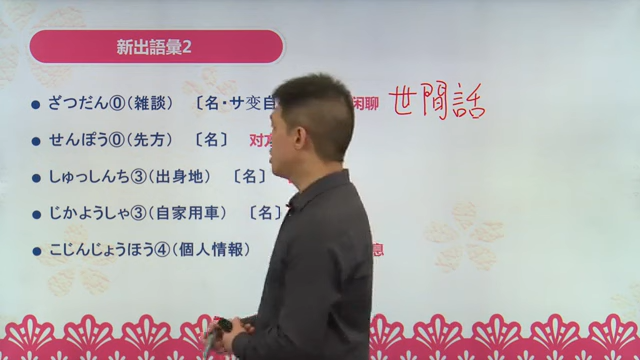 新出語彙2
● ざつだん⓪(雑談) 〔名・サ变自 闲聊 世間話
● せんぽう⓪(先方) 〔名〕 对
● しゅっしんち③(出身地) 〔名〕
● じかようしゃ③(自家用車) 〔名〕
● こじんじょうほう④(個人情報) 息